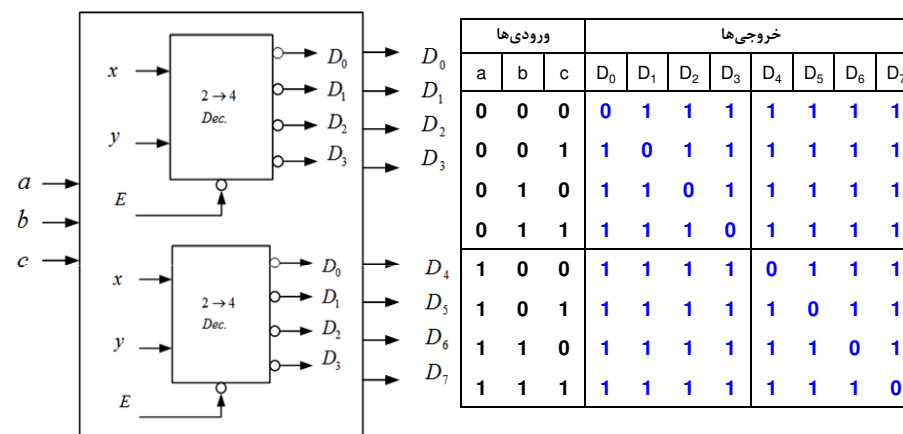 a
b
c
x
y
E
2 → 4
Dec.
D0
D1
D2
D3
x
y
E
2 → 4
Dec.
D0
D1
D2
D3
D0
D1
D2
D3
D4
D5
D6
D7
ورودی‌ها خروجی‌ها
a b c D0 D1 D2 D3 D4 D5 D6 D7
0 0 0 0 1 1 1 1 1 1 1
0 0 1 1 0 1 1 1 1 1 1
0 1 0 1 1 0 1 1 1 1 1
0 1 1 1 1 1 0 1 1 1 1
1 0 0 1 1 1 1 0 1 1 1
1 0 1 1 1 1 1 1 0 1 1
1 1 0 1 1 1 1 1 1 0 1
1 1 1 1 1 1 1 1 1 1 0